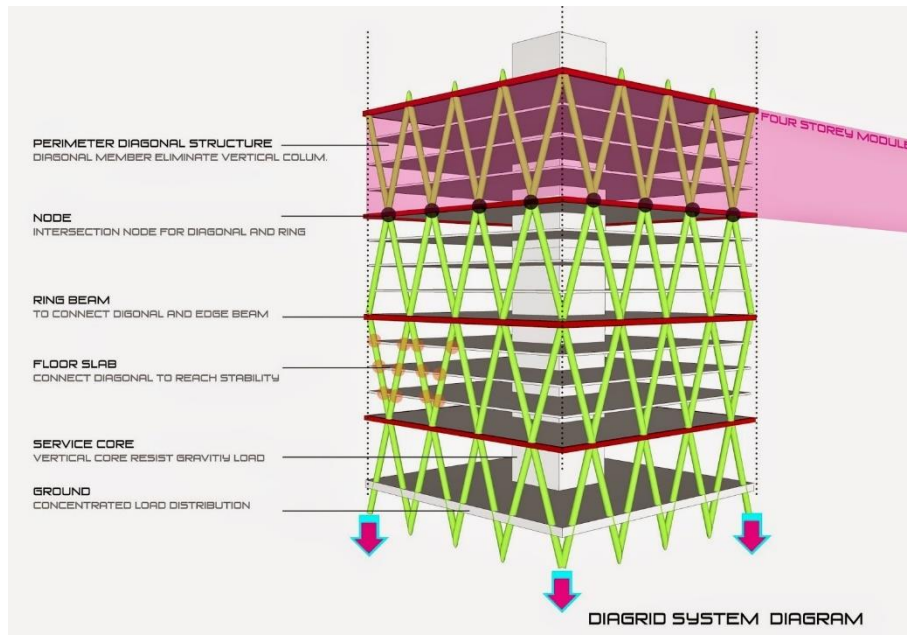 FOUR STOREY MODULE
PERIMETER DIAGONAL STRUCTURE
DIAGONAL MEMBER ELIMINATE VERTICAL COLUM.
NODE
INTERSECTION NODE FOR DIAGONAL AND RING
RING BEAM
TO CONNECT DIGONAL AND EDGE BEAM
FLOOR SLAB
CONNECT DIAGONAL TO REACH STABILITY
SERVICE CORE
VERTICAL CORE RESIST GRAVITIY LOAD
GROUND
CONCENTRATED LOAD DISTRIBUTION
DIAGRID SYSTEM DIAGRAM